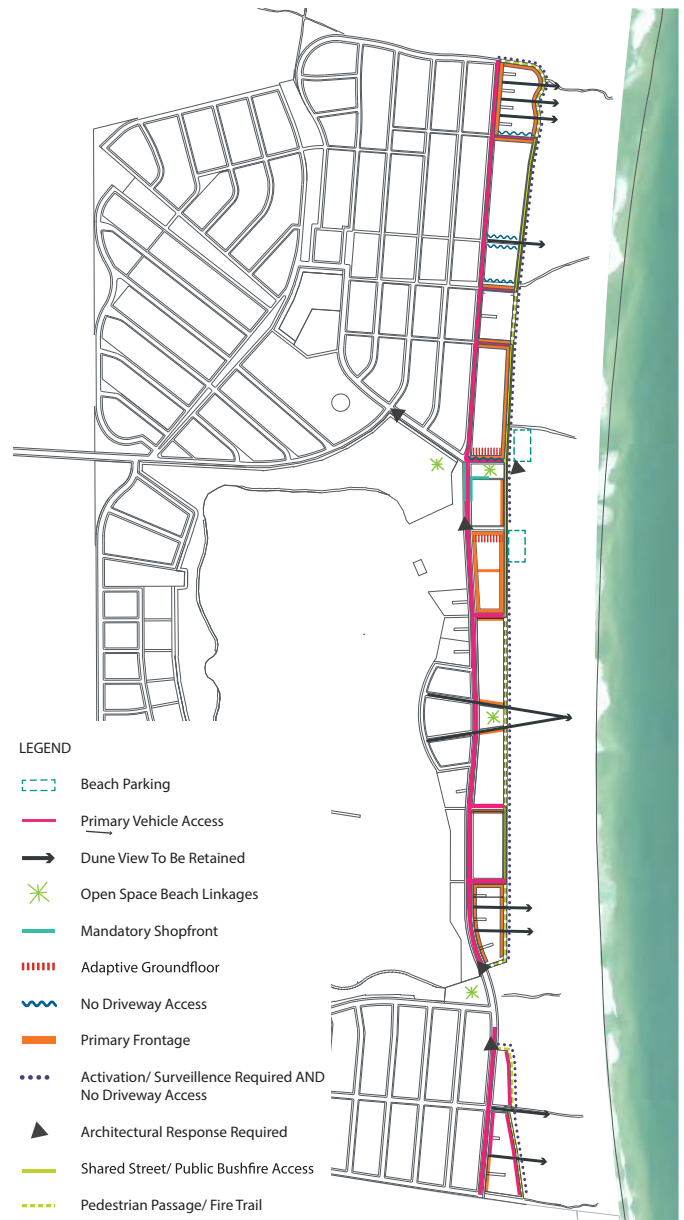 LEGEND
Beach Parking
Primary Vehicle Access
Dune View To Be Retained
Open Space Beach Linkages
Mandatory Shopfront
Adaptive Groundfloor
No Driveway Access
Primary Frontage
Activation/ Surveillence Required AND
No Driveway Access
Architectural Response Required
Shared Street/ Public Bushfire Access
Pedestrian Passage/ Fire Trail